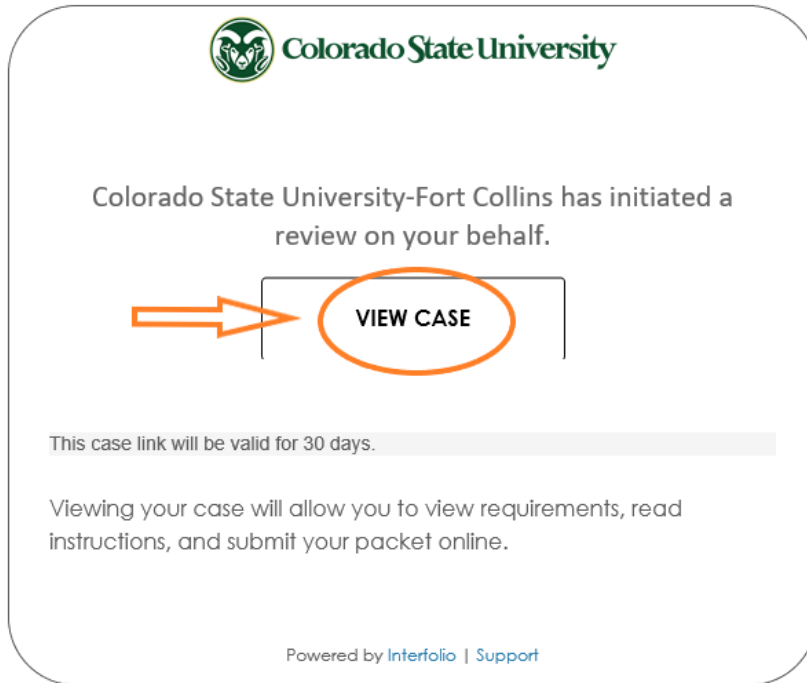 Colorado State University
Colorado State University-Fort Collins has initiated a
review on your behalf.
VIEW CASE
This case link will be valid for 30 days.
Viewing your case will allow you to view requirements, read
instructions, and submit your packet online.
Powered by Interfolio | Support